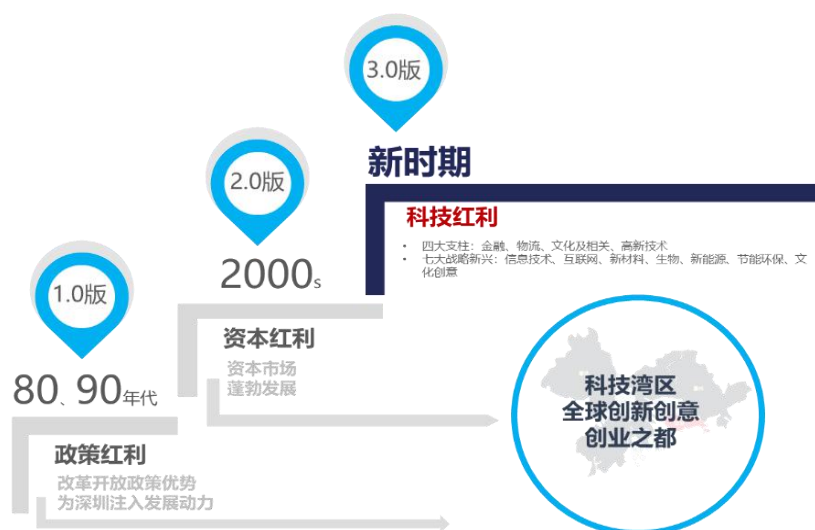 3.0版
新时期
科技红利
• 四大支柱：金融、物流、文化及相关、高新技术
• 七大战略新兴：信息技术、互联网、新材料、生物、新能源、节能环保、文
化创意
2.0版
2000s
资本红利
资本市场
蓬勃发展
1.0版
80、90年代
政策红利
改革开放政策优势
为深圳注入发展动力
科技湾区
全球创新创意
创业之都